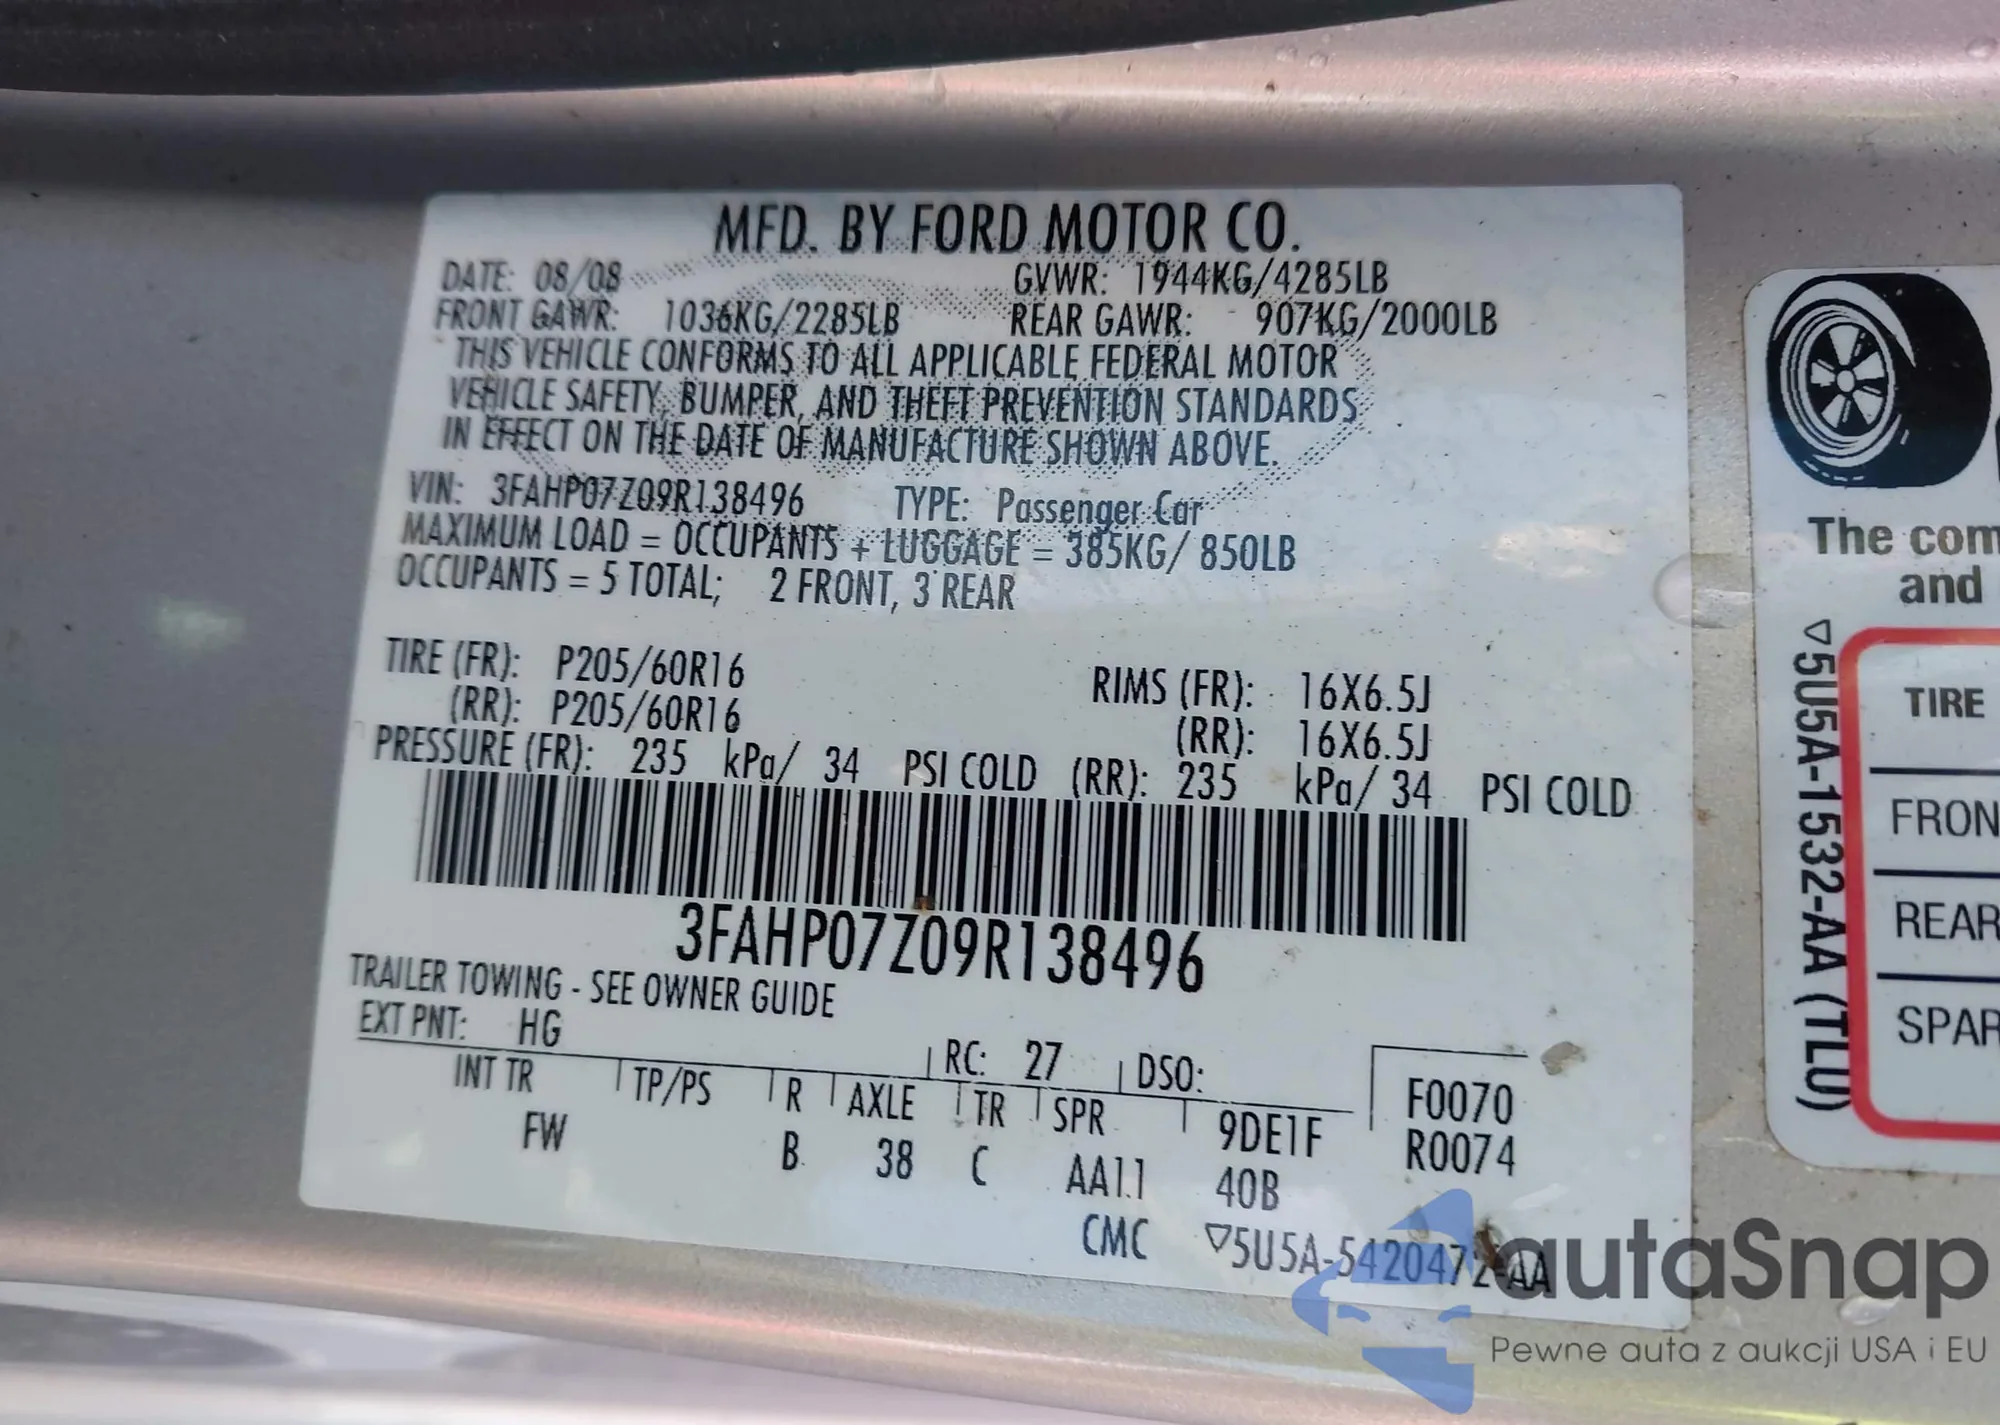 MFD. BY FORD MOTOR CO.
DATE: 08/08 GVWR: 1944KG/4285LB
FRONT GAWR: 1036KG/2285LB REAR GAWR: 907KG/2000LB
THIS VEHICLE CONFORMS TO ALL APPLICABLE FEDERAL MOTOR
VEHICLE SAFETY, BUMPER, AND THEFT PREVENTION STANDARDS
IN EFFECT ON THE DATE OF MANUFACTURE SHOWN ABOVE.
VIN: 3FAHP07Z09R138496 TYPE: Passenger Car
MAXIMUM LOAD = OCCUPANTS + LUGGAGE = 385KG/ 850LB
OCCUPANTS = 5 TOTAL; 2 FRONT, 3 REAR
TIRE (FR): P205/60R16 RIMS (FR): 16X6.5J
(RR): P205/60R16 (RR): 16X6.5J
PRESSURE (FR): 235 kPa/ 34 PSI COLD (RR): 235 kPa/ 34 PSI COLD
3FAHP07Z09R138496
TRAILER TOWING - SEE OWNER GUIDE
EXT PNT: HG RC: 27 DSO: F0070
INT TR TP/PS R AXLE TR SPR 9DE1F R0074
FW B 38 C AA11 40B
CMC ▽5U5A-5420472-AA
The com
and
▽5U5A-1532-AA (TLU)
TIRE
FRON
REAR
SPAR
autaSnap
Pewne auta z aukcji USA i EU